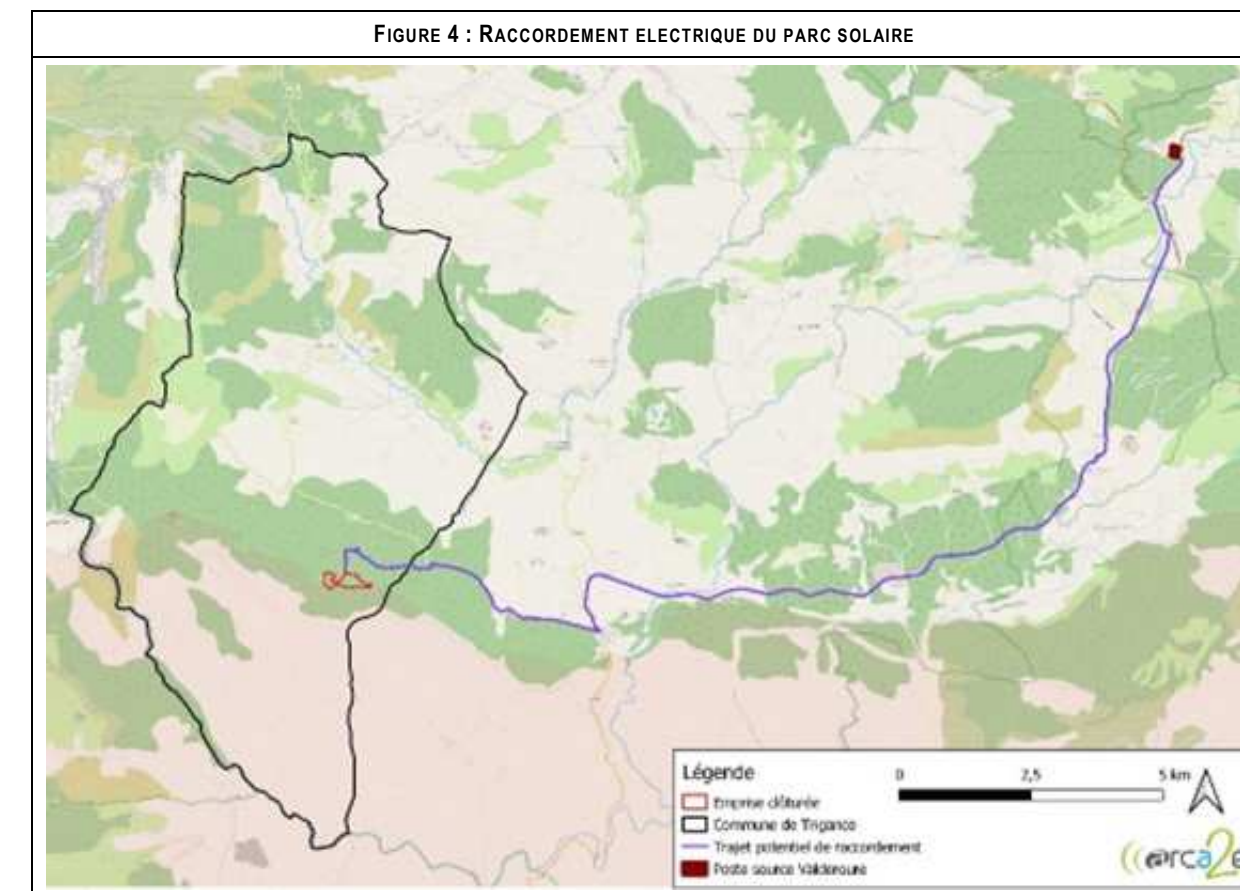 FIGURE 4 : RACCORDEMENT ELECTRIQUE DU PARC SOLAIRE
Légende
0 2,5 5 km
Emprise clôturée
Commune de Trigance
Trajet potentiel de raccordement
Poste source Valderoure
arca2e